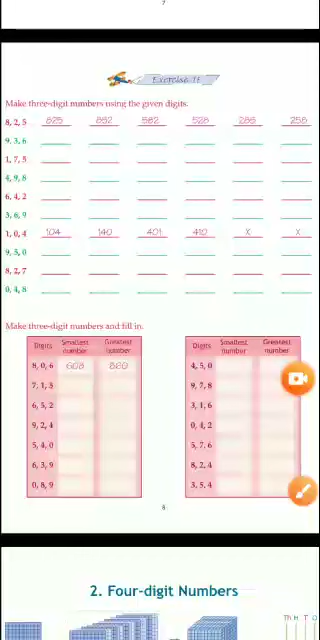 7
Exercise
Make three-digit numbers using the given digits.
8, 2, 5 825 852 582 528 285 258
9, 3, 6
1, 7, 5
4, 9, 8
6, 4, 2
3, 6, 9
1, 0, 4 104 140 401 410 X X
9, 5, 0
8, 2, 7
0, 4, 8
Make three-digit numbers and fill in.
Digits Smallest number Greatest number
8, 0, 6 608 860
7, 1, 3
6, 5, 2
9, 2, 4
5, 4, 0
6, 3, 9
0, 8, 9
Digits Smallest number Greatest number
4, 5, 0
9, 7, 8
3, 1, 6
0, 4, 2
5, 7, 6
8, 2, 4
3, 5, 4
8
2. Four-digit Numbers
Th H T O